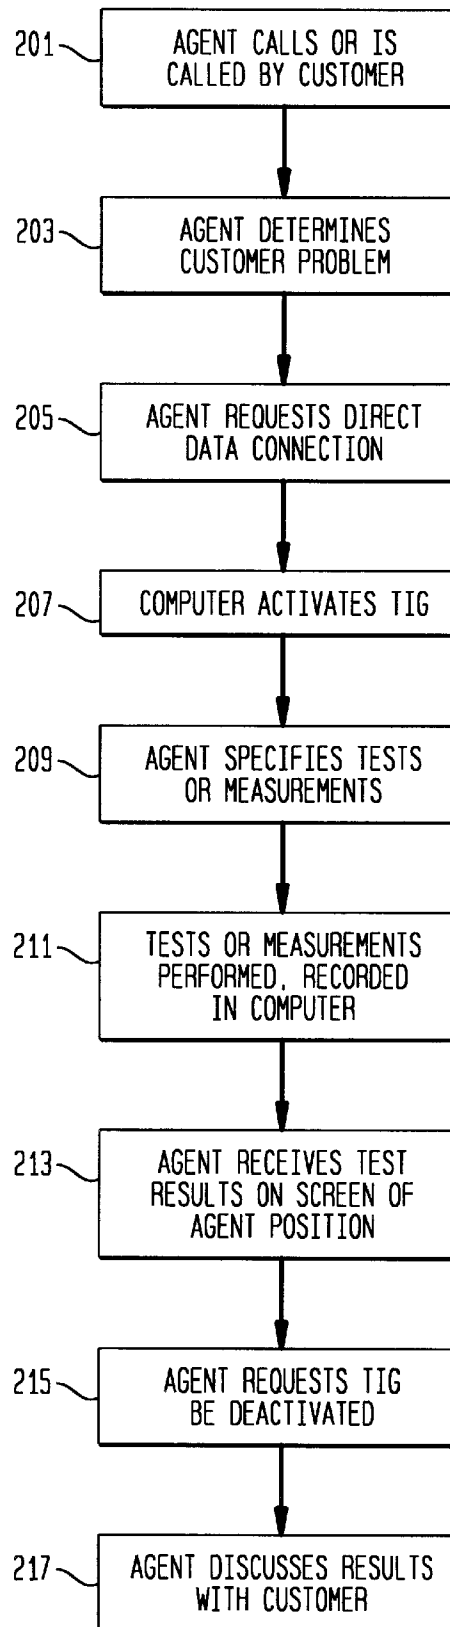 201
AGENT CALLS OR IS
CALLED BY CUSTOMER
203
AGENT DETERMINES
CUSTOMER PROBLEM
205
AGENT REQUESTS DIRECT
DATA CONNECTION
207
COMPUTER ACTIVATES TIG
209
AGENT SPECIFIES TESTS
OR MEASUREMENTS
211
TESTS OR MEASUREMENTS
PERFORMED, RECORDED
IN COMPUTER
213
AGENT RECEIVES TEST
RESULTS ON SCREEN OF
AGENT POSITION
215
AGENT REQUESTS TIG
BE DEACTIVATED
217
AGENT DISCUSSES RESULTS
WITH CUSTOMER